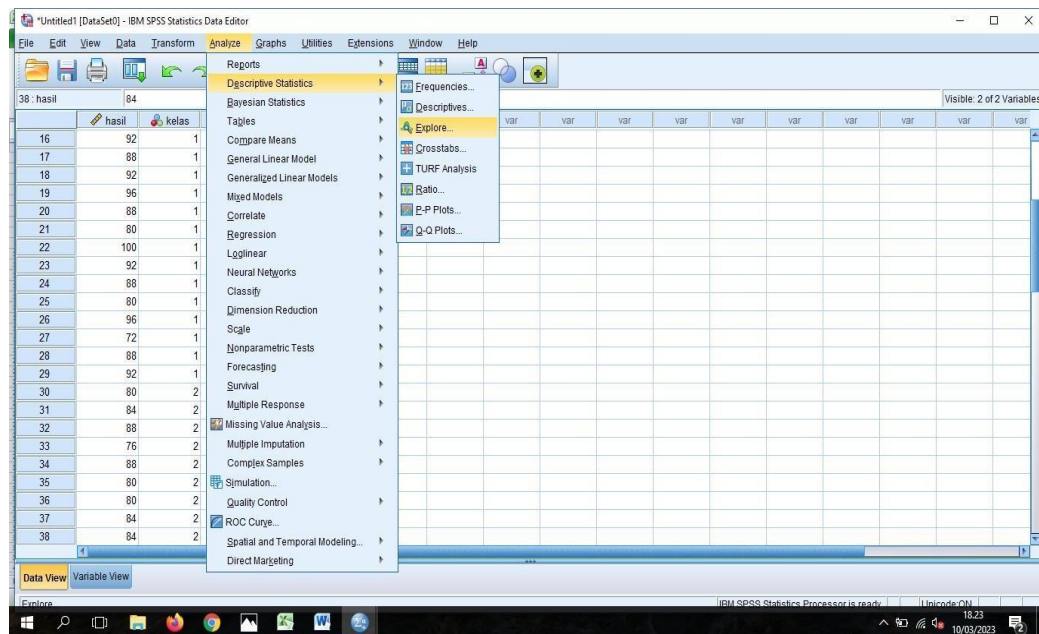 *Untitled1 [DataSet0] - IBM SPSS Statistics Data Editor
File Edit View Data Transform Analyze Graphs Utilities Extensions Window Help
38 : hasil 84 Visible: 2 of 2 Variables
hasil kelas var var var var var var var var var var
16 92 1
17 88 1
18 92 1
19 96 1
20 88 1
21 80 1
22 100 1
23 92 1
24 88 1
25 80 1
26 96 1
27 72 1
28 88 1
29 92 1
30 80 2
31 84 2
32 88 2
33 76 2
34 88 2
35 80 2
36 80 2
37 84 2
38 84 2
Reports
Descriptive Statistics
Bayesian Statistics
Tables
Compare Means
General Linear Model
Generalized Linear Models
Mixed Models
Correlate
Regression
Loglinear
Neural Networks
Classify
Dimension Reduction
Scale
Nonparametric Tests
Forecasting
Survival
Multiple Response
Missing Value Analysis...
Multiple Imputation
Complex Samples
Simulation...
Quality Control
ROC Curve...
Spatial and Temporal Modeling...
Direct Marketing
Frequencies...
Descriptives...
Explore...
Crosstabs...
TURF Analysis
Ratio...
P-P Plots...
Q-Q Plots...
Data View Variable View
Explore IBM SPSS Statistics Processor is ready Unicode:ON
18.23
10/03/2023